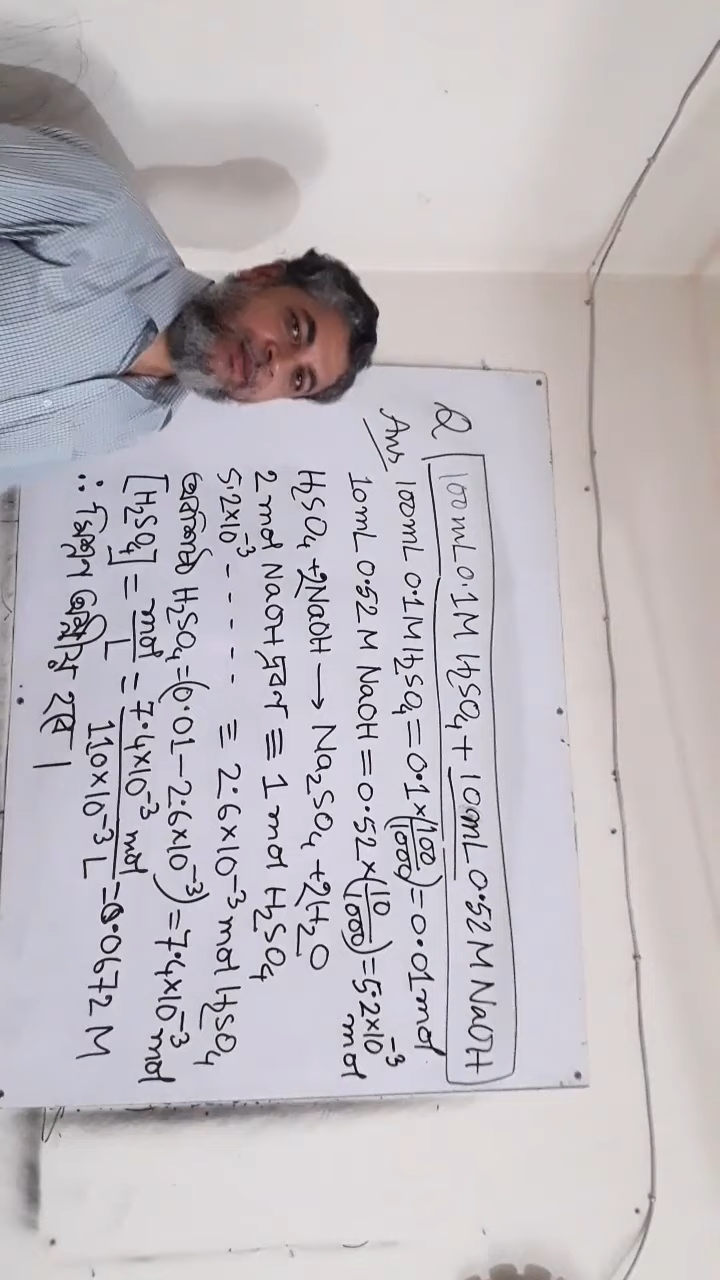 Q 100mL 0.1M H₂SO₄ + 10mL 0.52M NaOH
Ans 100mL 0.1M H₂SO₄ = 0.1×(100/1000) = 0.01 mol
10mL 0.52 M NaOH = 0.52×(10/1000) = 5.2×10⁻³ mol
H₂SO₄ + 2NaOH → Na₂SO₄ + 2H₂O
2 mol NaOH দ্রবণ ≡ 1 mol H₂SO₄
5.2×10⁻³ - - - - - ≡ 2.6×10⁻³ mol H₂SO₄
H₂SO₄ = (0.01 - 2.6×10⁻³) = 7.4×10⁻³ mol
[H₂SO₄] = mol/L = 7.4×10⁻³ mol/110×10⁻³ L = 0.0672 M
∴ মিশ্রণ অম্লীয় হবে।